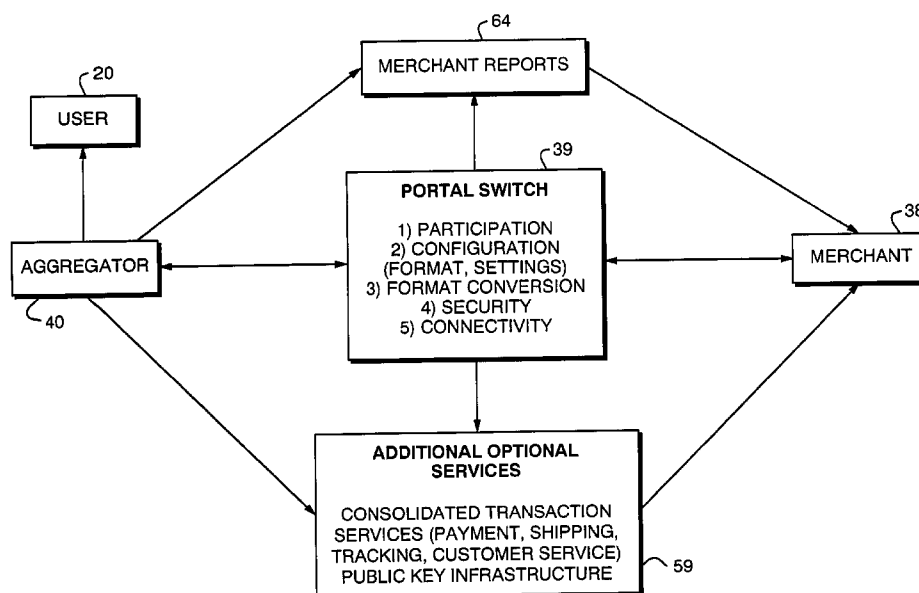 64
MERCHANT REPORTS
20
USER
39
PORTAL SWITCH
1) PARTICIPATION
2) CONFIGURATION
(FORMAT, SETTINGS)
3) FORMAT CONVERSION
4) SECURITY
5) CONNECTIVITY
38
MERCHANT
AGGREGATOR
40
ADDITIONAL OPTIONAL
SERVICES
CONSOLIDATED TRANSACTION
SERVICES (PAYMENT, SHIPPING,
TRACKING, CUSTOMER SERVICE)
PUBLIC KEY INFRASTRUCTURE
59